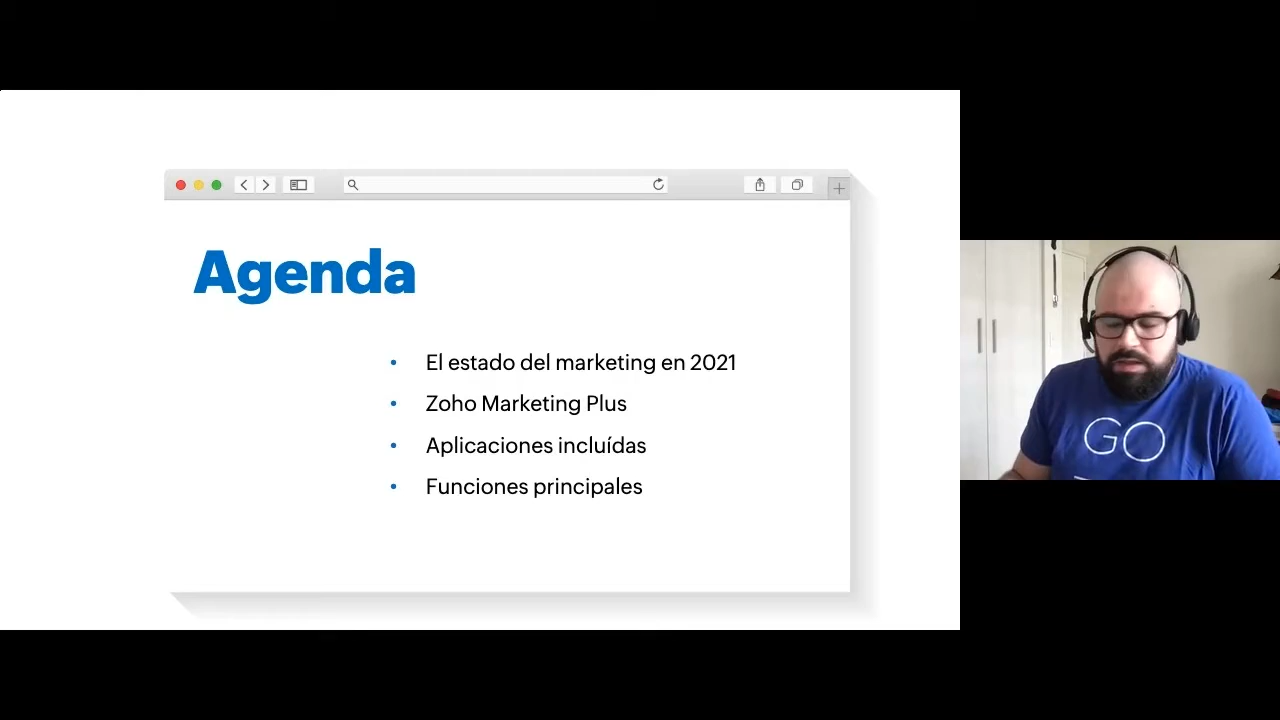 Agenda
• El estado del marketing en 2021
• Zoho Marketing Plus
• Aplicaciones incluídas
• Funciones principales
GO